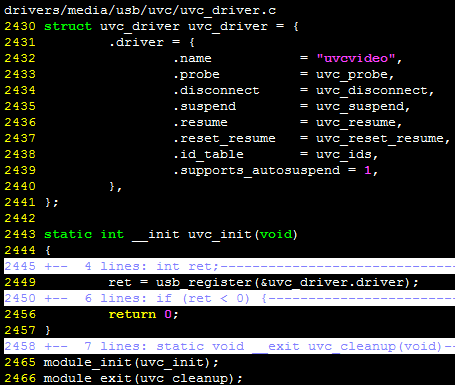 drivers/media/usb/uvc/uvc_driver.c
2430 struct uvc_driver uvc_driver = {
2431         .driver = {
2432                 .name           = "uvcvideo",
2433                 .probe          = uvc_probe,
2434                 .disconnect     = uvc_disconnect,
2435                 .suspend        = uvc_suspend,
2436                 .resume         = uvc_resume,
2437                 .reset_resume   = uvc_reset_resume,
2438                 .id_table       = uvc_ids,
2439                 .supports_autosuspend = 1,
2440         },
2441 };
2442
2443 static int __init uvc_init(void)
2444 {
2445 +--  4 lines: int ret;-----------------------------
2449         ret = usb_register(&uvc_driver.driver);
2450 +--  6 lines: if (ret < 0) {-----------------------
2456         return 0;
2457 }
2458 +--  7 lines: static void __exit uvc_cleanup(void)--
2465 module_init(uvc_init);
2466 module_exit(uvc_cleanup);